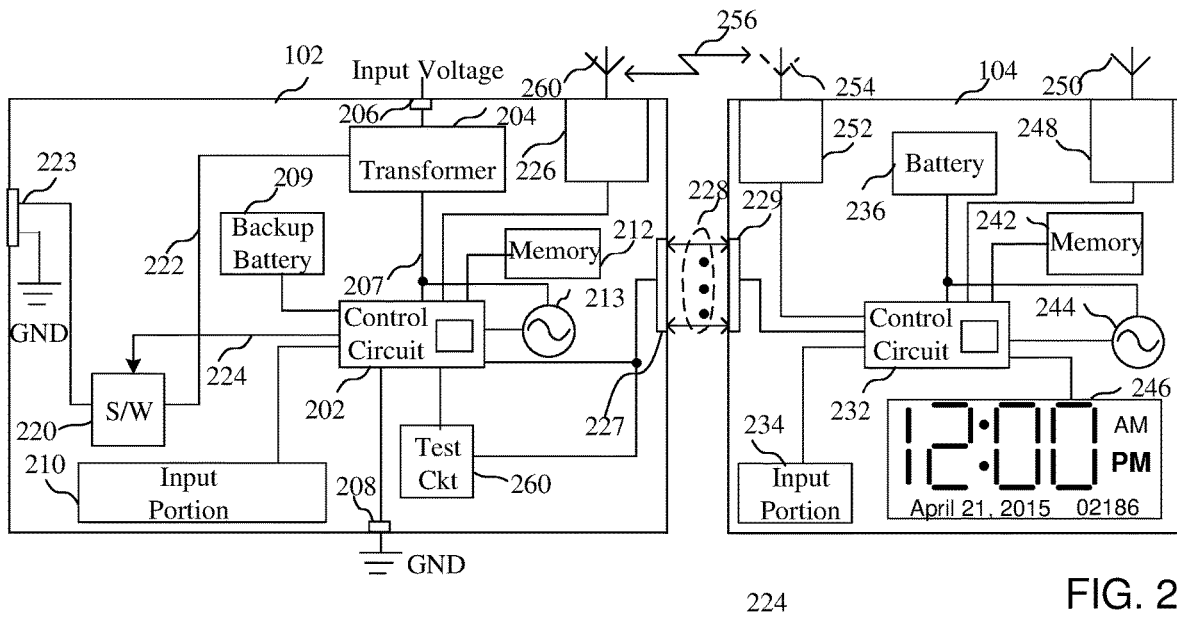 256
102
Input Voltage
260
254
104
250
206
204
226
252
248
223
Transformer
Battery
209
228
229
236
242
Backup
Battery
Memory
212
Memory
222
207
213
244
GND
Control
Circuit
Control
Circuit
224
S/W
202
227
232
246
220
234
12:00
AM
PM
210
Input
Portion
Test
Ckt
260
208
Input
Portion
April 21, 2015 02186
GND
224
FIG. 2